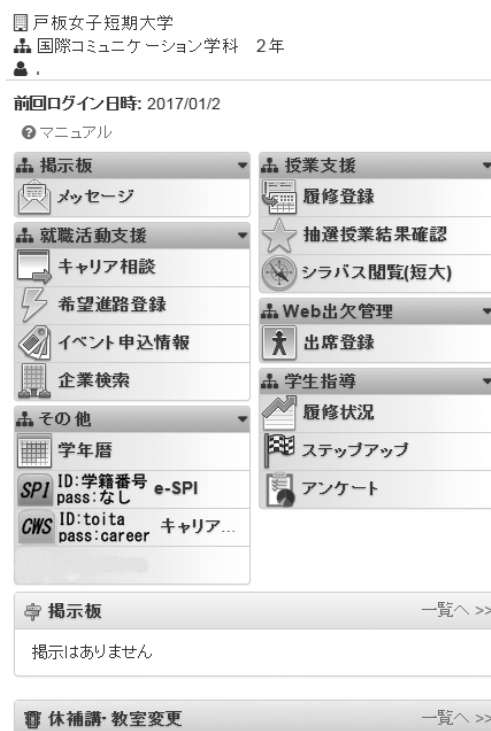 戸板女子短期大学
国際コミュニケーション学科 2年
.
前回ログイン日時: 2017/01/2
マニュアル
掲示板
メッセージ
就職活動支援
キャリア相談
希望進路登録
イベント申込情報
企業検索
その他
学年暦
SPI ID:学籍番号 pass:なし e-SPI
CWS ID:toita pass:career キャリア...
授業支援
履修登録
抽選授業結果確認
シラバス閲覧(短大)
Web出欠管理
出席登録
学生指導
履修状況
ステップアップ
アンケート
掲示板 一覧へ >>
掲示はありません
休補講・教室変更 一覧へ >>